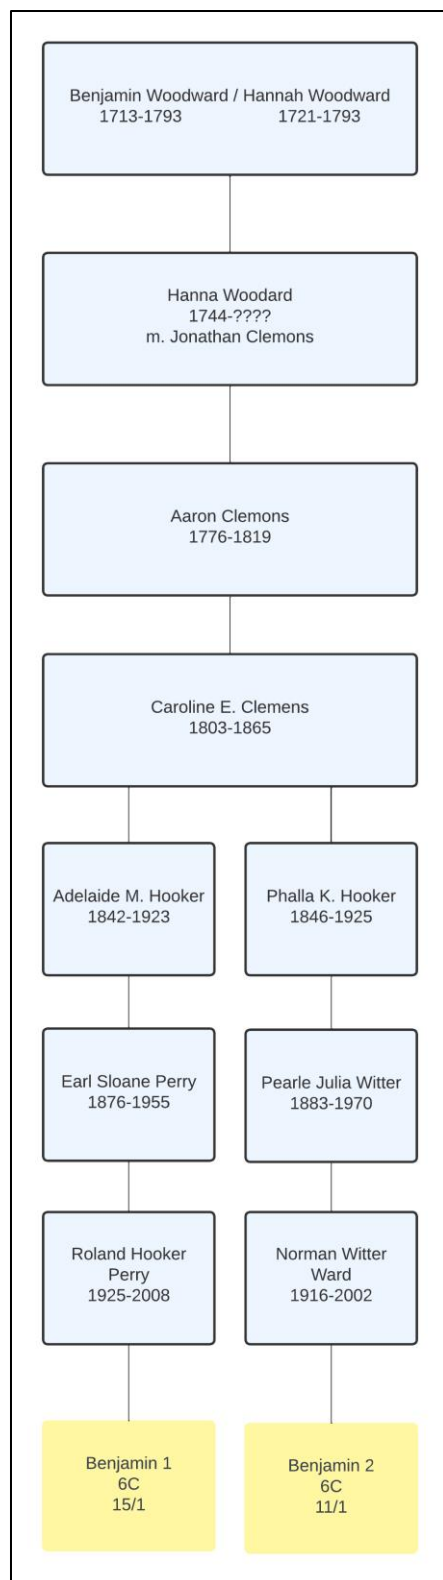 Benjamin Woodward / Hannah Woodward
1713-1793 1721-1793
Hanna Woodard
1744-????
m. Jonathan Clemons
Aaron Clemons
1776-1819
Caroline E. Clemens
1803-1865
Adelaide M. Hooker
1842-1923
Phalla K. Hooker
1846-1925
Earl Sloane Perry
1876-1955
Pearle Julia Witter
1883-1970
Roland Hooker
Perry
1925-2008
Norman Witter
Ward
1916-2002
Benjamin 1
6C
15/1
Benjamin 2
6C
11/1